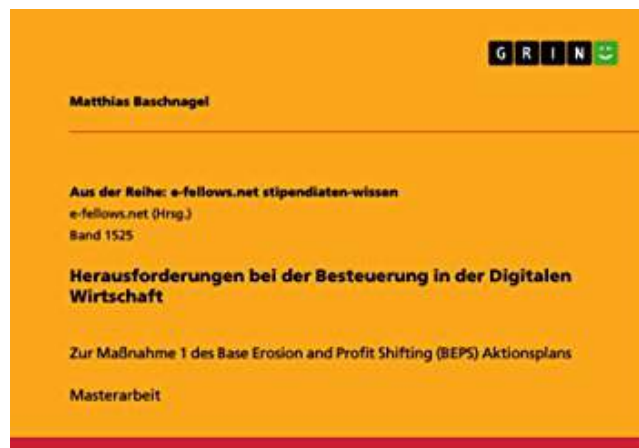 GRIN
Matthias Baschnagel
Aus der Reihe: e-fellows.net stipendiaten-wissen
e-fellows.net (Hrsg.)
Band 1525
Herausforderungen bei der Besteuerung in der Digitalen
Wirtschaft
Zur Maßnahme 1 des Base Erosion and Profit Shifting (BEPS) Aktionsplans
Masterarbeit